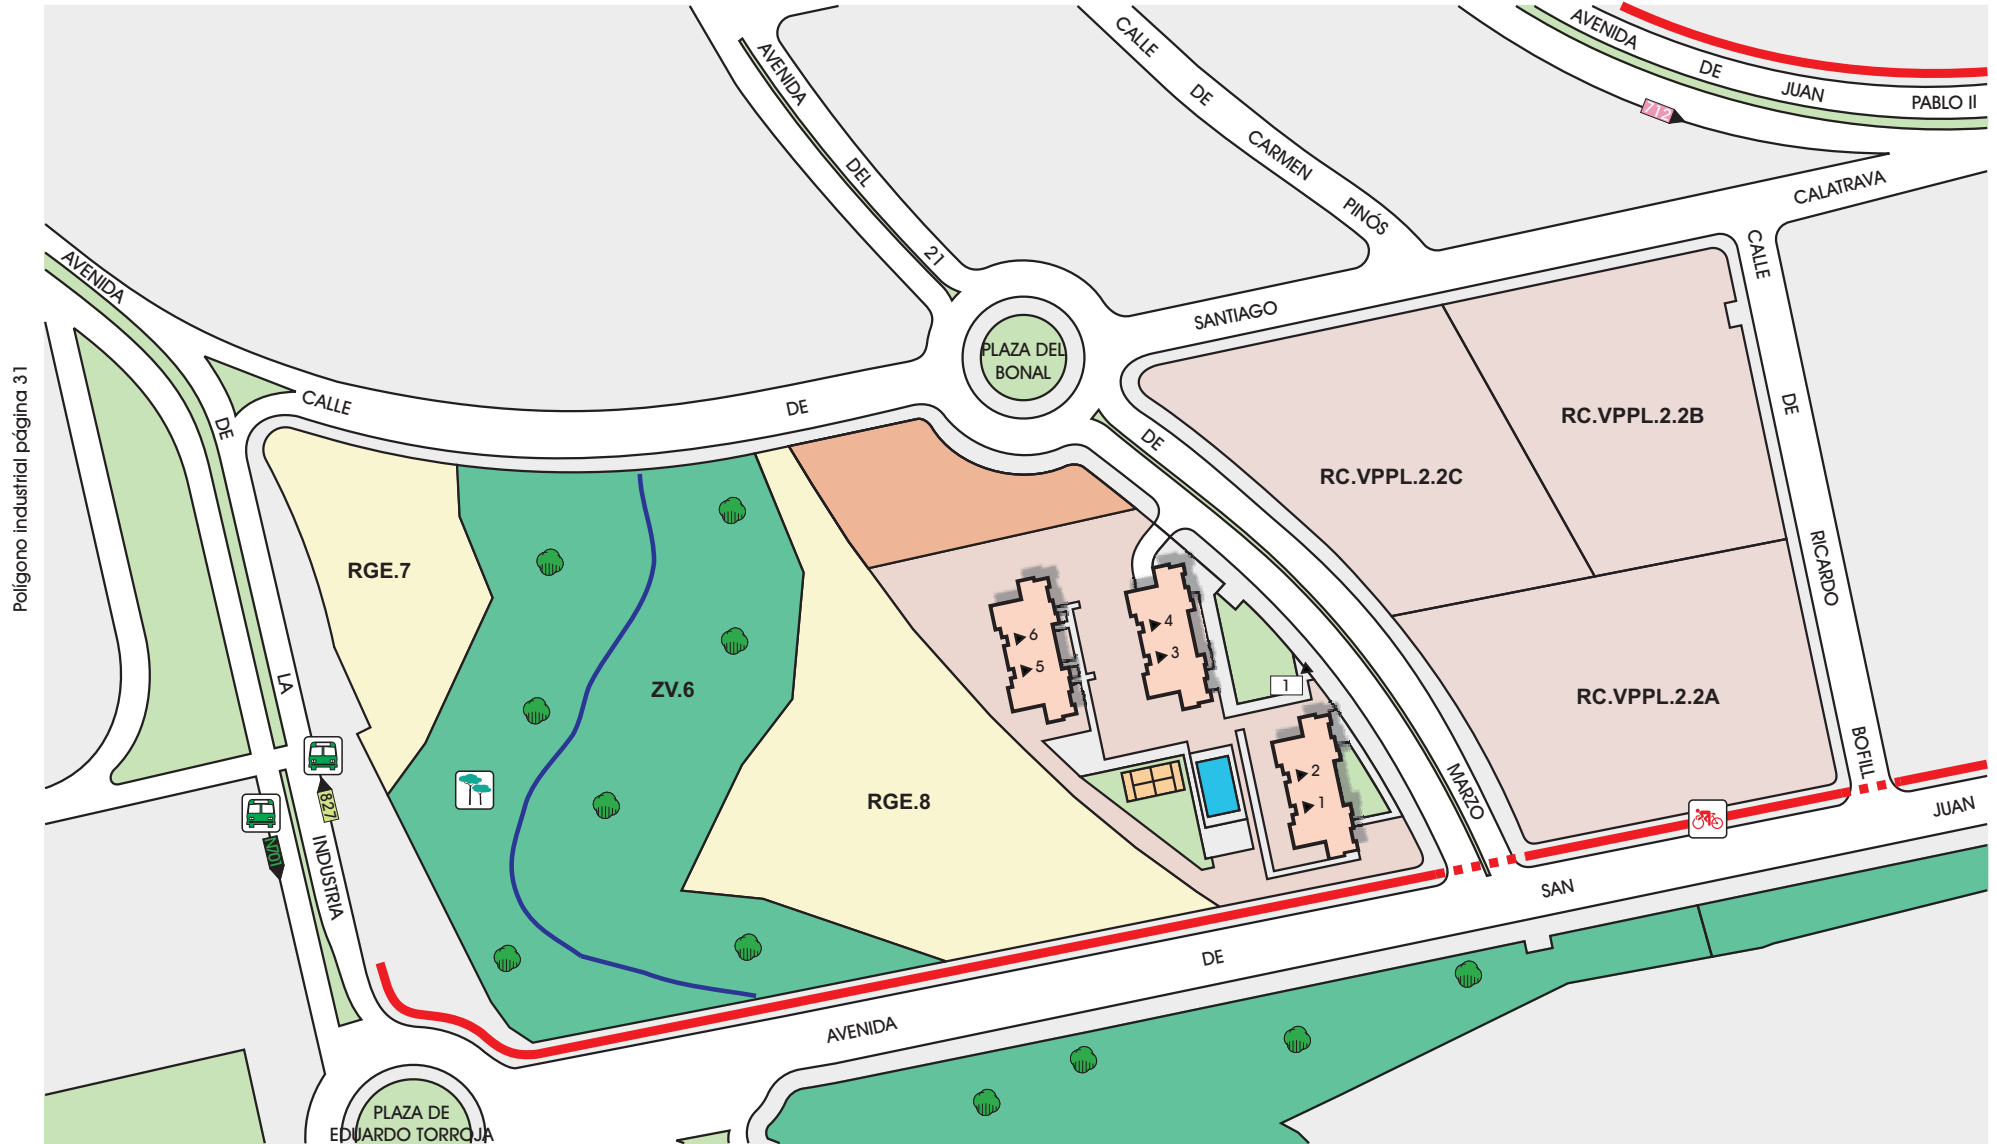 AVENIDA
DE
JUAN
PABLO II
712
CALLE
DE
CARMEN
PINÓS
AVENIDA
DEL
21
DE
MARZO
CALATRAVA
SANTIAGO
DE
CALLE
PLAZA DEL
BONAL
CALLE
DE
RICARDO
BOFILL
AVENIDA
DE
LA
INDUSTRIA
Polígono industrial página 31
RC.VPPL.2.2B
RC.VPPL.2.2C
RC.VPPL.2.2A
RGE.7
ZV.6
RGE.8
6
5
4
3
1
2
1
827
N701
JUAN
SAN
DE
AVENIDA
PLAZA DE
EDUARDO TORROJA